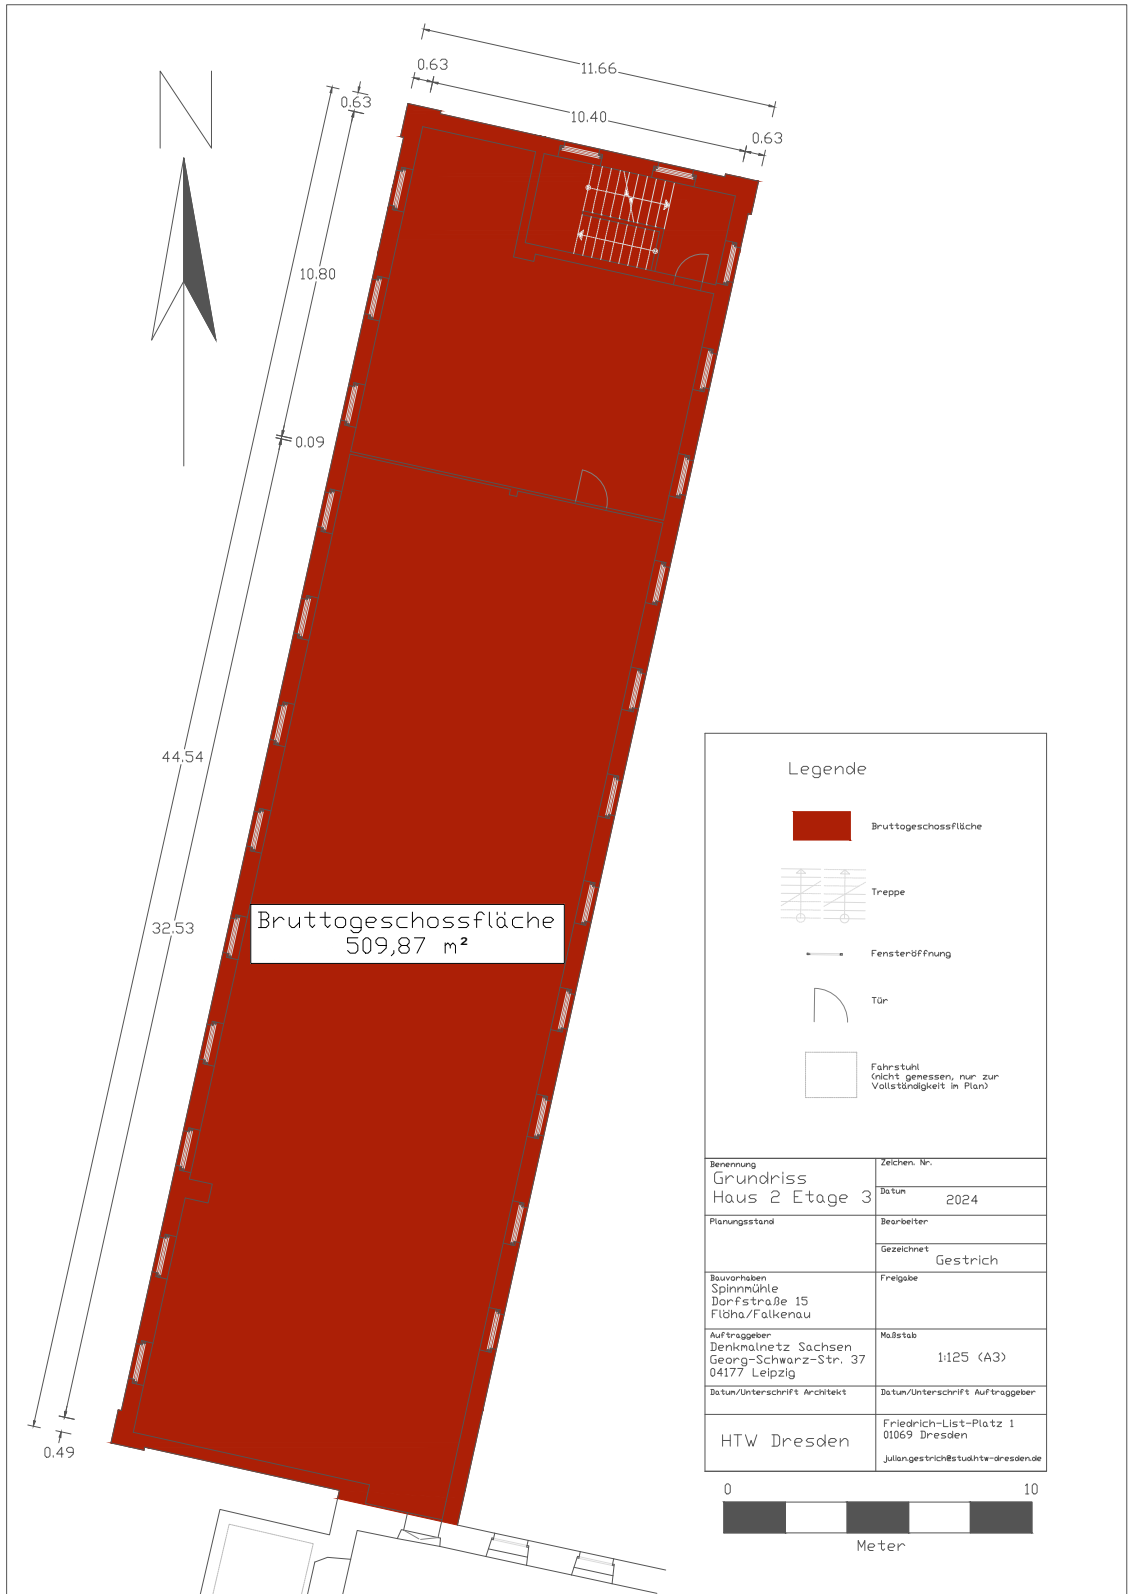 N
11.66
0.63
10.40
0.63
0.63
10.80
0.09
44.54
32.53
0.49
Bruttogeschossfläche
509,87 m²
Legende
Bruttogeschossfläche
Treppe
Fensteröffnung
Tür
Fahrstuhl
(nicht gemessen, nur zur
Vollständigkeit im Plan)
Benennung
Grundriss
Haus 2 Etage 3
Zeichen. Nr.
Datum
2024
Planungsstand
Bearbeiter
Gezeichnet
Gestrich
Bauvorhaben
Spinnmühle
Dorfstraße 15
Flöha/Falkenau
Freigabe
Auftraggeber
Denkmalnetz Sachsen
Georg-Schwarz-Str. 37
04177 Leipzig
Maßstab
1:125 (A3)
Datum/Unterschrift Architekt
Datum/Unterschrift Auftraggeber
HTW Dresden
Friedrich-List-Platz 1
01069 Dresden
julian.gestrich@stud.htw-dresden.de
0
10
Meter